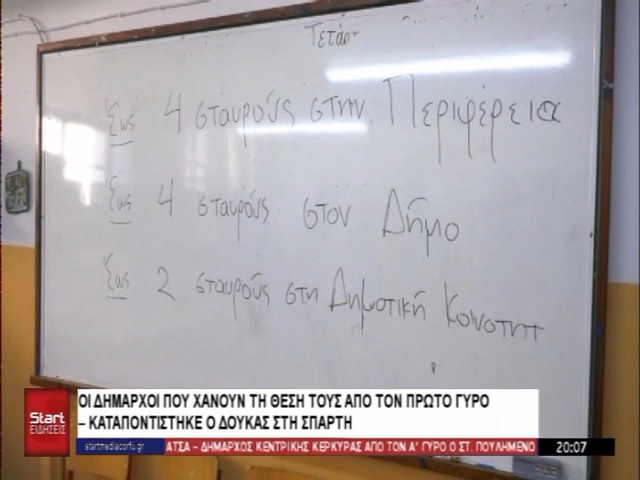 Τετάρτ
Έως 4 σταυρούς στην Περιφέρεια
Έως 4 σταυρούς στον Δήμο
Έως 2 σταυρούς στη Δημοτική Κοινοτητ
ΟΙ ΔΗΜΑΡΧΟΙ ΠΟΥ ΧΑΝΟΥΝ ΤΗ ΘΕΣΗ ΤΟΥΣ ΑΠΟ ΤΟΝ ΠΡΩΤΟ ΓΥΡΟ
– ΚΑΤΑΠΟΝΤΙΣΤΗΚΕ Ο ΔΟΥΚΑΣ ΣΤΗ ΣΠΑΡΤΗ
Start
ΕΙΔΗΣΕΙΣ
startmediacorfu.gr ΑΤΣΑ – ΔΗΜΑΡΧΟΣ ΚΕΝΤΡΙΚΗΣ ΚΕΡΚΥΡΑΣ ΑΠΟ ΤΟΝ Α' ΓΥΡΟ Ο ΣΤ. ΠΟΥΛΗΜΕΝΟ 20:07